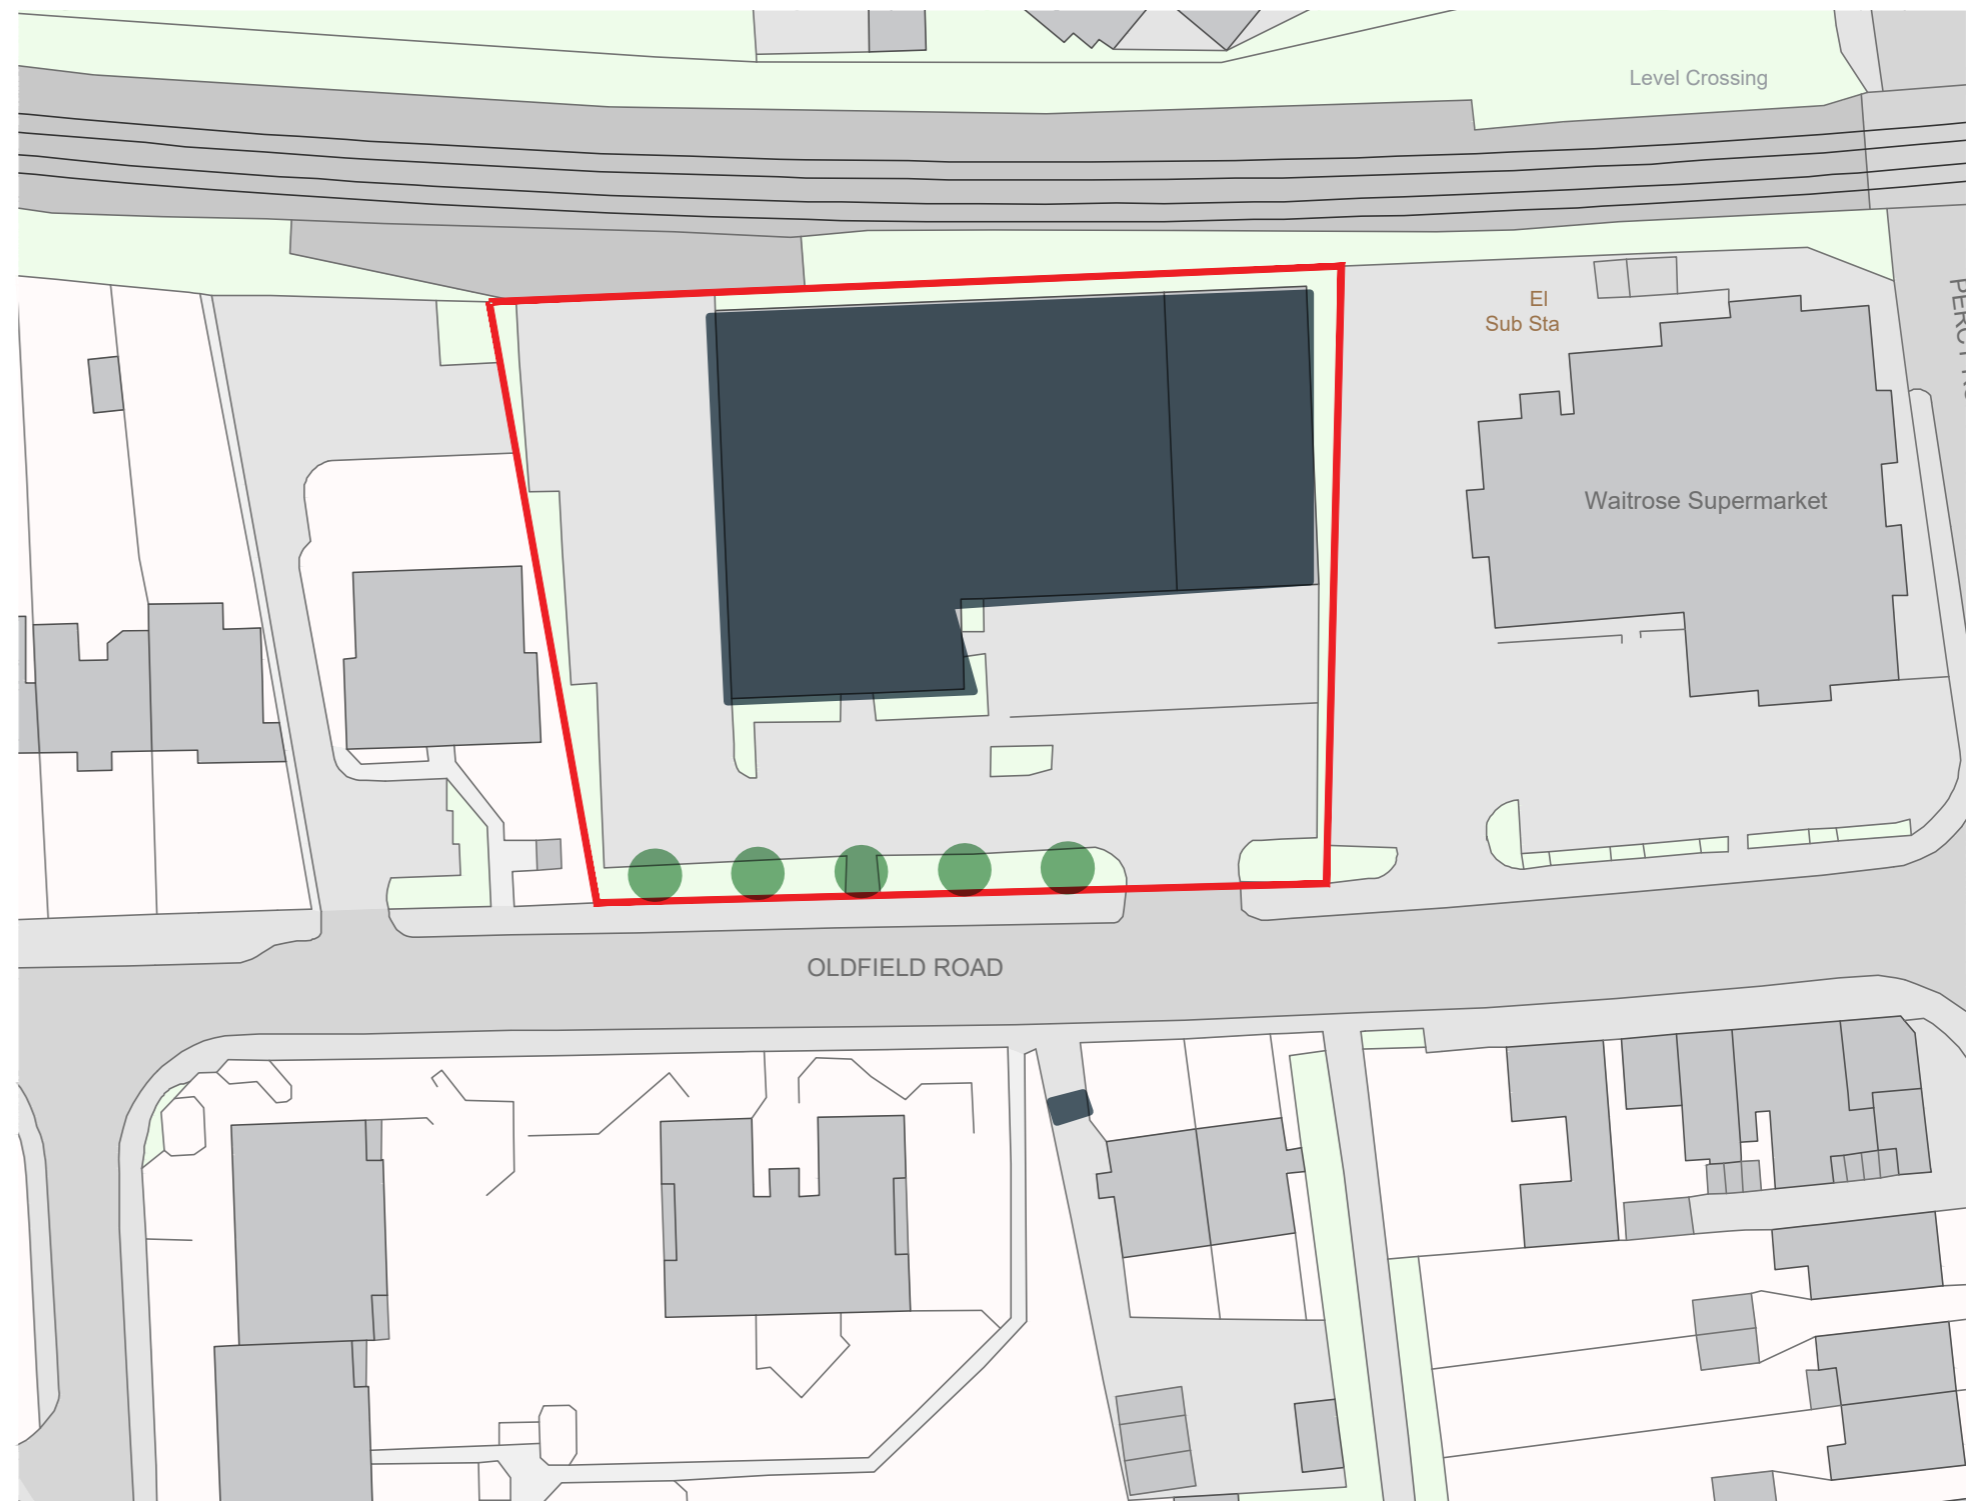 Level Crossing
El
Sub Sta
Waitrose Supermarket
OLDFIELD ROAD